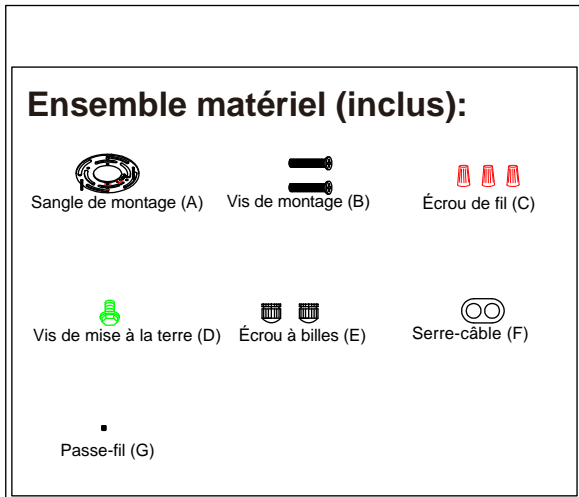 Ensemble matériel (inclus):
Sangle de montage (A)
Vis de montage (B)
Écrou de fil (C)
Vis de mise à la terre (D)
Écrou à billes (E)
Serre-câble (F)
Passe-fil (G)